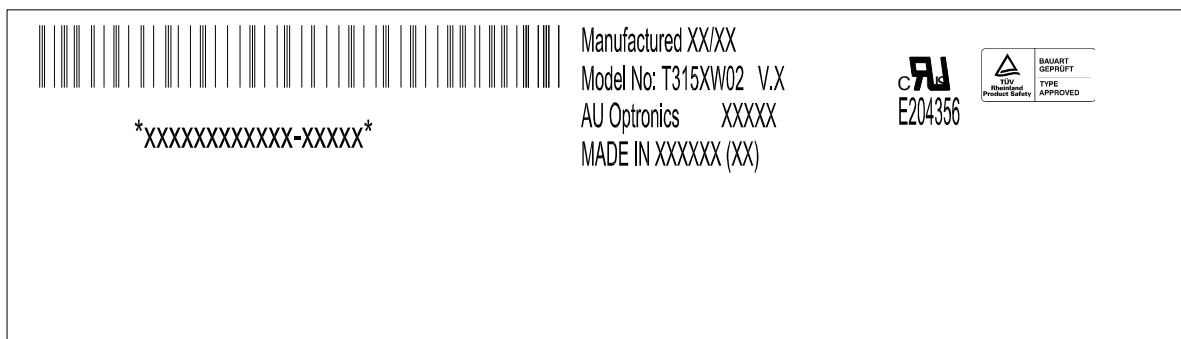 Manufactured XX/XX
Model No: T315XW02 V.X
AU Optronics XXXXX
MADE IN XXXXXX (XX)
*XXXXXXXXXXXX-XXXXX*
C RU US
E204356
TÜV
Rheinland
Product Safety
BAUART
GEPRÜFT
TYPE
APPROVED